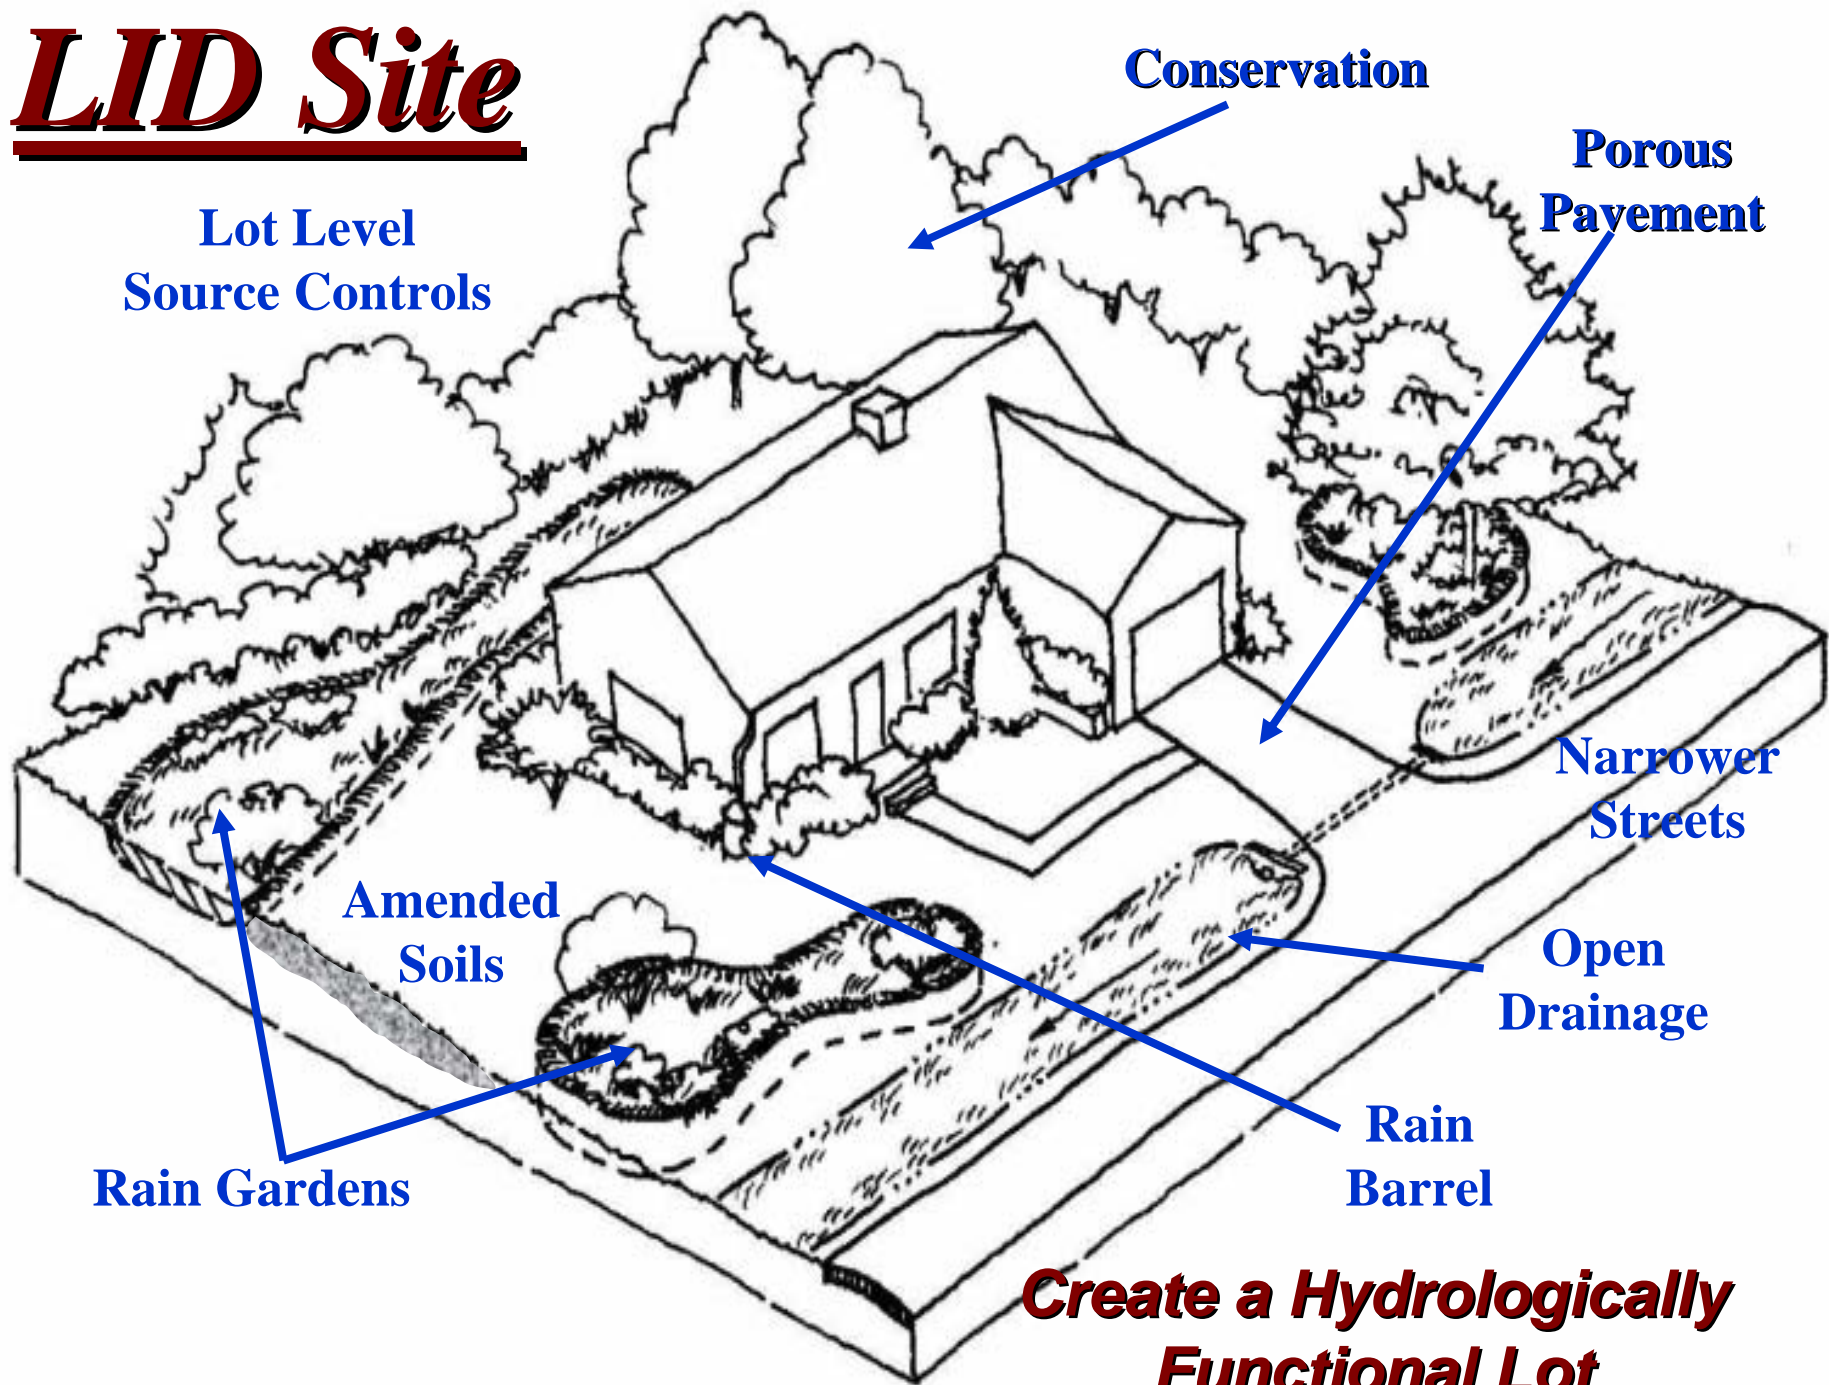 LID Site
Conservation
Porous
Pavement
Lot Level
Source Controls
Narrower
Streets
Amended
Soils
Open
Drainage
Rain
Barrel
Rain Gardens
Create a Hydrologically
Functional Lot